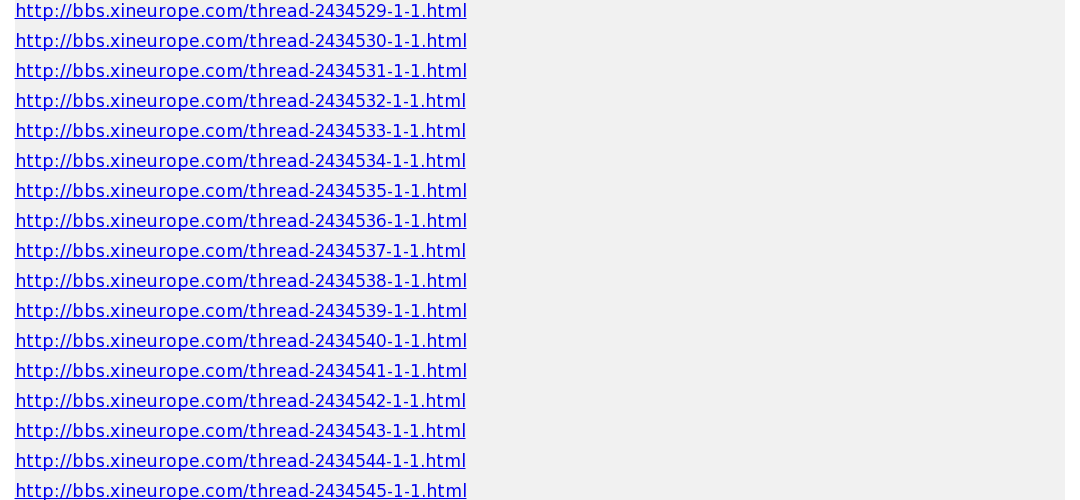 http://bbs.xineurope.com/thread-2434529-1-1.html
http://bbs.xineurope.com/thread-2434530-1-1.html
http://bbs.xineurope.com/thread-2434531-1-1.html
http://bbs.xineurope.com/thread-2434532-1-1.html
http://bbs.xineurope.com/thread-2434533-1-1.html
http://bbs.xineurope.com/thread-2434534-1-1.html
http://bbs.xineurope.com/thread-2434535-1-1.html
http://bbs.xineurope.com/thread-2434536-1-1.html
http://bbs.xineurope.com/thread-2434537-1-1.html
http://bbs.xineurope.com/thread-2434538-1-1.html
http://bbs.xineurope.com/thread-2434539-1-1.html
http://bbs.xineurope.com/thread-2434540-1-1.html
http://bbs.xineurope.com/thread-2434541-1-1.html
http://bbs.xineurope.com/thread-2434542-1-1.html
http://bbs.xineurope.com/thread-2434543-1-1.html
http://bbs.xineurope.com/thread-2434544-1-1.html
http://bbs.xineurope.com/thread-2434545-1-1.html